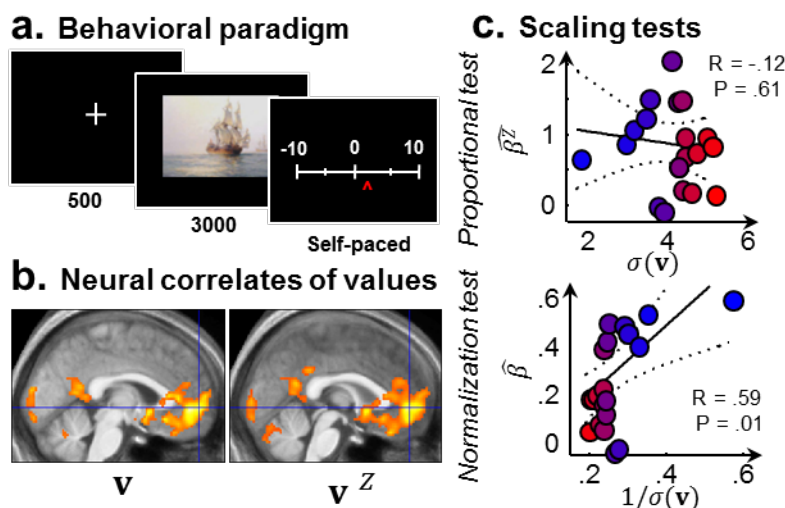 a. Behavioral paradigm
500
3000
-10 0 10
^
Self-paced
b. Neural correlates of values
v
v Z
c. Scaling tests
Proportional test
2
1
0
β̂Z
R = -.12
P = .61
2 4 6
σ(v)
Normalization test
.6
.4
.2
0
β̂
R = .59
P = .01
.2 .4 .6
1/σ(v)